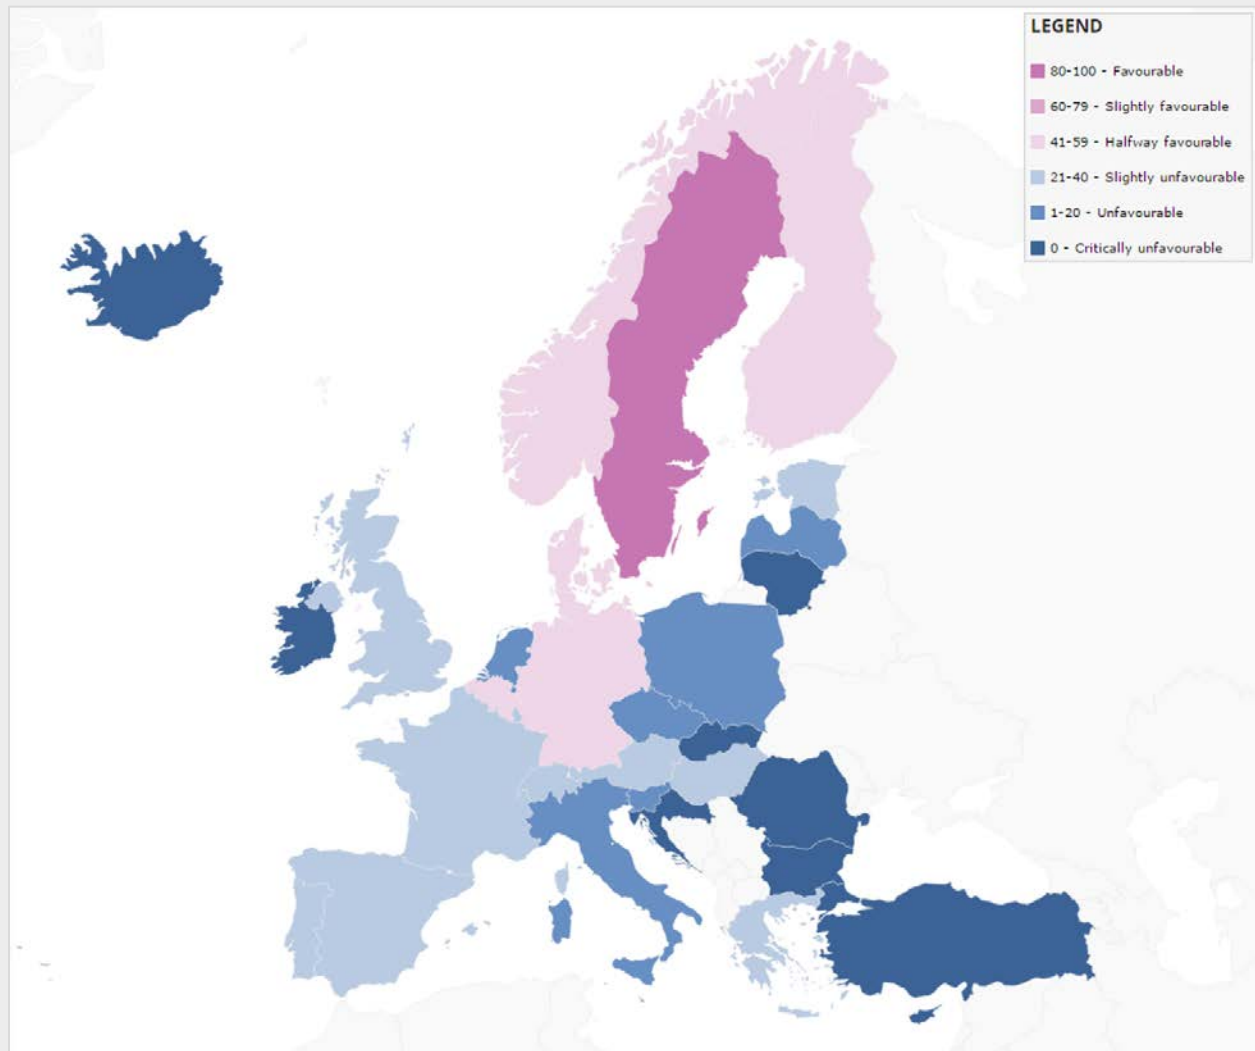 LEGEND
80-100 - Favourable
60-79 - Slightly favourable
41-59 - Halfway favourable
21-40 - Slightly unfavourable
1-20 - Unfavourable
0 - Critically unfavourable